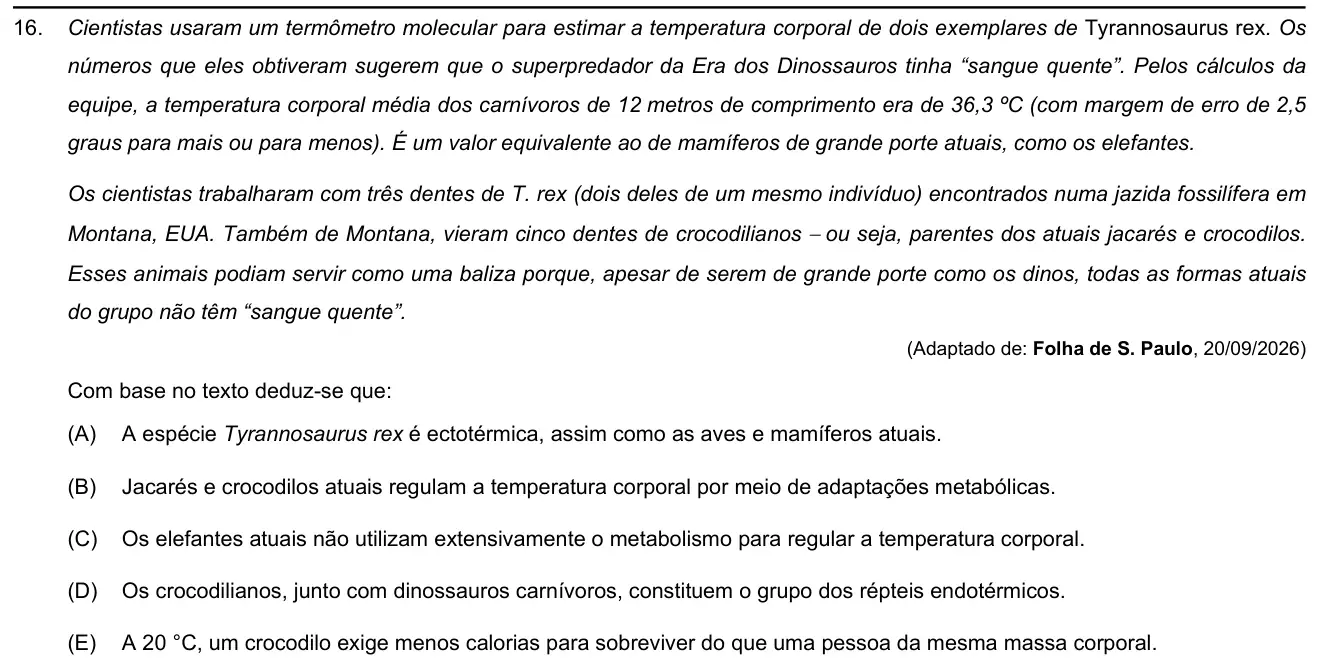 16. Cientistas usaram um termômetro molecular para estimar a temperatura corporal de dois exemplares de Tyrannosaurus rex. Os
números que eles obtiveram sugerem que o superpredador da Era dos Dinossauros tinha “sangue quente”. Pelos cálculos da
equipe, a temperatura corporal média dos carnívoros de 12 metros de comprimento era de 36,3 ºC (com margem de erro de 2,5
graus para mais ou para menos). É um valor equivalente ao de mamíferos de grande porte atuais, como os elefantes.
Os cientistas trabalharam com três dentes de T. rex (dois deles de um mesmo indivíduo) encontrados numa jazida fossilífera em
Montana, EUA. Também de Montana, vieram cinco dentes de crocodilianos – ou seja, parentes dos atuais jacarés e crocodilos.
Esses animais podiam servir como uma baliza porque, apesar de serem de grande porte como os dinos, todas as formas atuais
do grupo não têm “sangue quente”.
(Adaptado de: Folha de S. Paulo, 20/09/2026)
Com base no texto deduz-se que:
(A) A espécie Tyrannosaurus rex é ectotérmica, assim como as aves e mamíferos atuais.
(B) Jacarés e crocodilos atuais regulam a temperatura corporal por meio de adaptações metabólicas.
(C) Os elefantes atuais não utilizam extensivamente o metabolismo para regular a temperatura corporal.
(D) Os crocodilianos, junto com dinossauros carnívoros, constituem o grupo dos répteis endotérmicos.
(E) A 20 °C, um crocodilo exige menos calorias para sobreviver do que uma pessoa da mesma massa corporal.